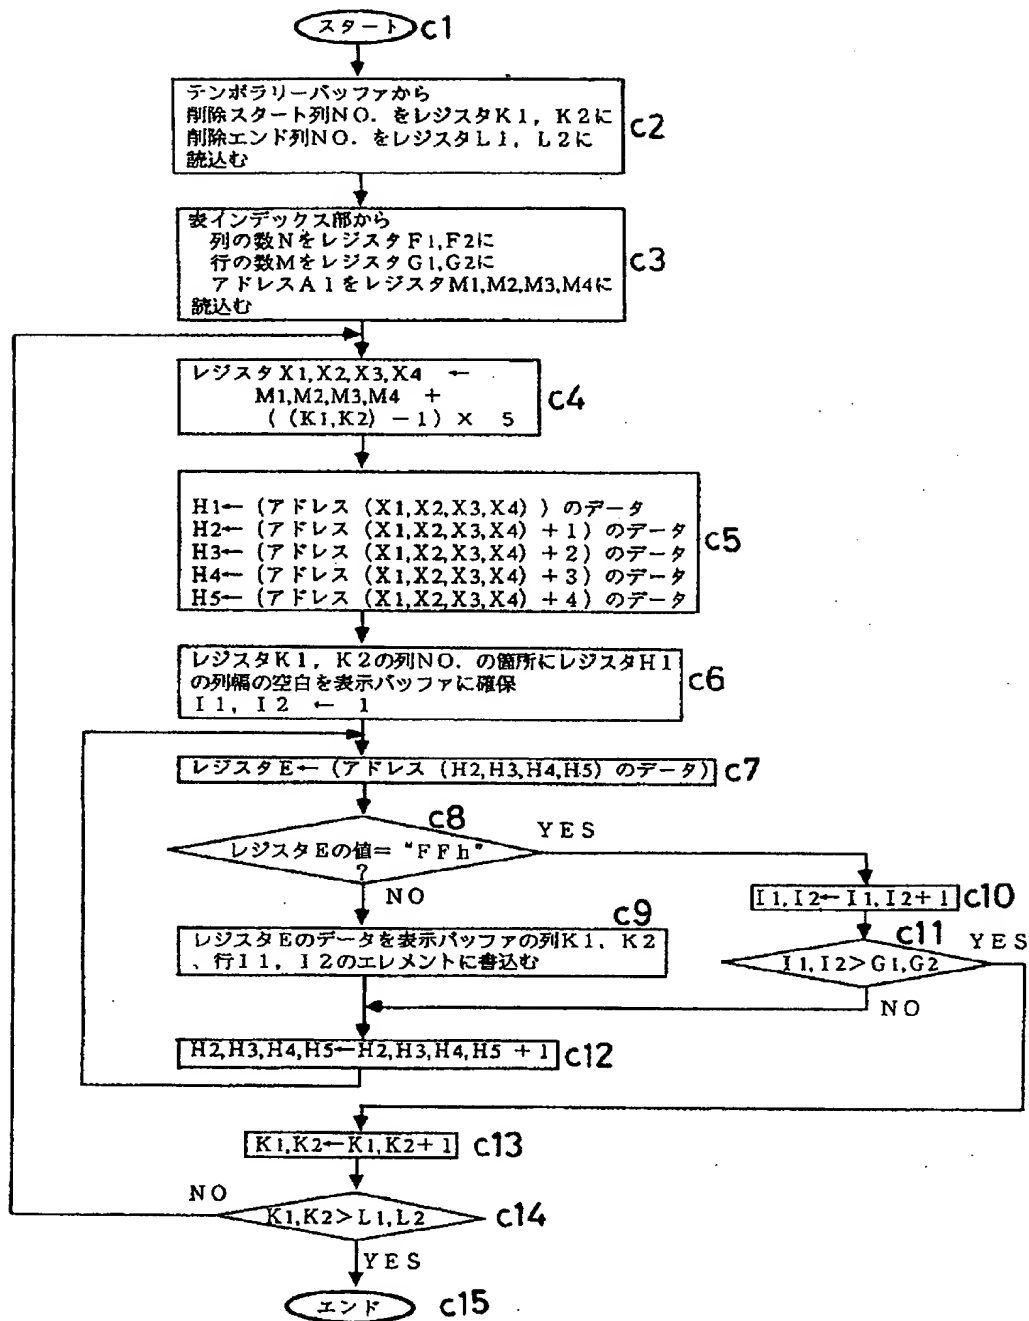 スタート c1
テンポラリーバッファから
削除スタート列NO.をレジスタK1,K2に
削除エンド列NO.をレジスタL1,L2に
読込む
c2
表インデックス部から
列の数NをレジスタF1,F2に
行の数MをレジスタG1,G2に
アドレスA1をレジスタM1,M2,M3,M4に
読込む
c3
レジスタX1,X2,X3,X4 ←
M1,M2,M3,M4 +
((K1,K2)-1)× 5
c4
H1←(アドレス(X1,X2,X3,X4))のデータ
H2←(アドレス(X1,X2,X3,X4)+1)のデータ
H3←(アドレス(X1,X2,X3,X4)+2)のデータ
H4←(アドレス(X1,X2,X3,X4)+3)のデータ
H5←(アドレス(X1,X2,X3,X4)+4)のデータ
c5
レジスタK1,K2の列NO.の箇所にレジスタH1
の列幅の空白を表示バッファに確保
I1,I2 ← 1
c6
レジスタE←(アドレス(H2,H3,H4,H5)のデータ) c7
c8
レジスタEの値="FFh"
?
YES
NO
I1,I2←I1,I2+1 c10
c9
レジスタEのデータを表示バッファの列K1,K2
、行I1,I2のエレメントに書込む
c11
I1,I2>G1,G2
YES
NO
H2,H3,H4,H5←H2,H3,H4,H5 +1 c12
K1,K2←K1,K2+1 c13
NO
K1,K2>L1,L2 c14
YES
エンド c15